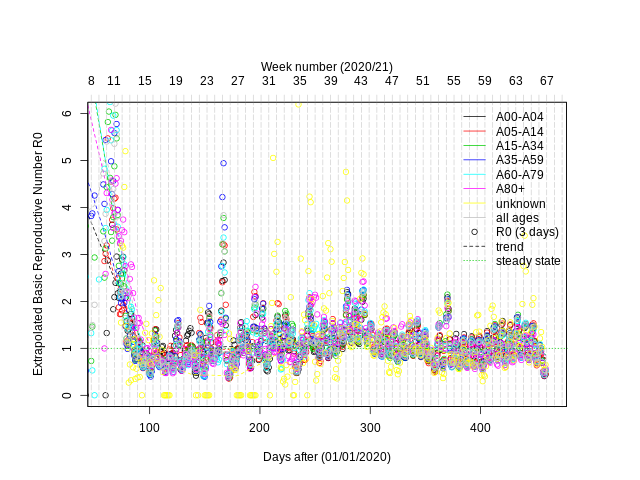 Week number (2020/21)
8 11 15 19 23 27 31 35 39 43 47 51 55 59 63 67
Extrapolated Basic Reproductive Number R0
6
5
4
3
2
1
0
A00-A04
A05-A14
A15-A34
A35-A59
A60-A79
A80+
unknown
all ages
R0 (3 days)
trend
steady state
100 200 300 400
Days after (01/01/2020)